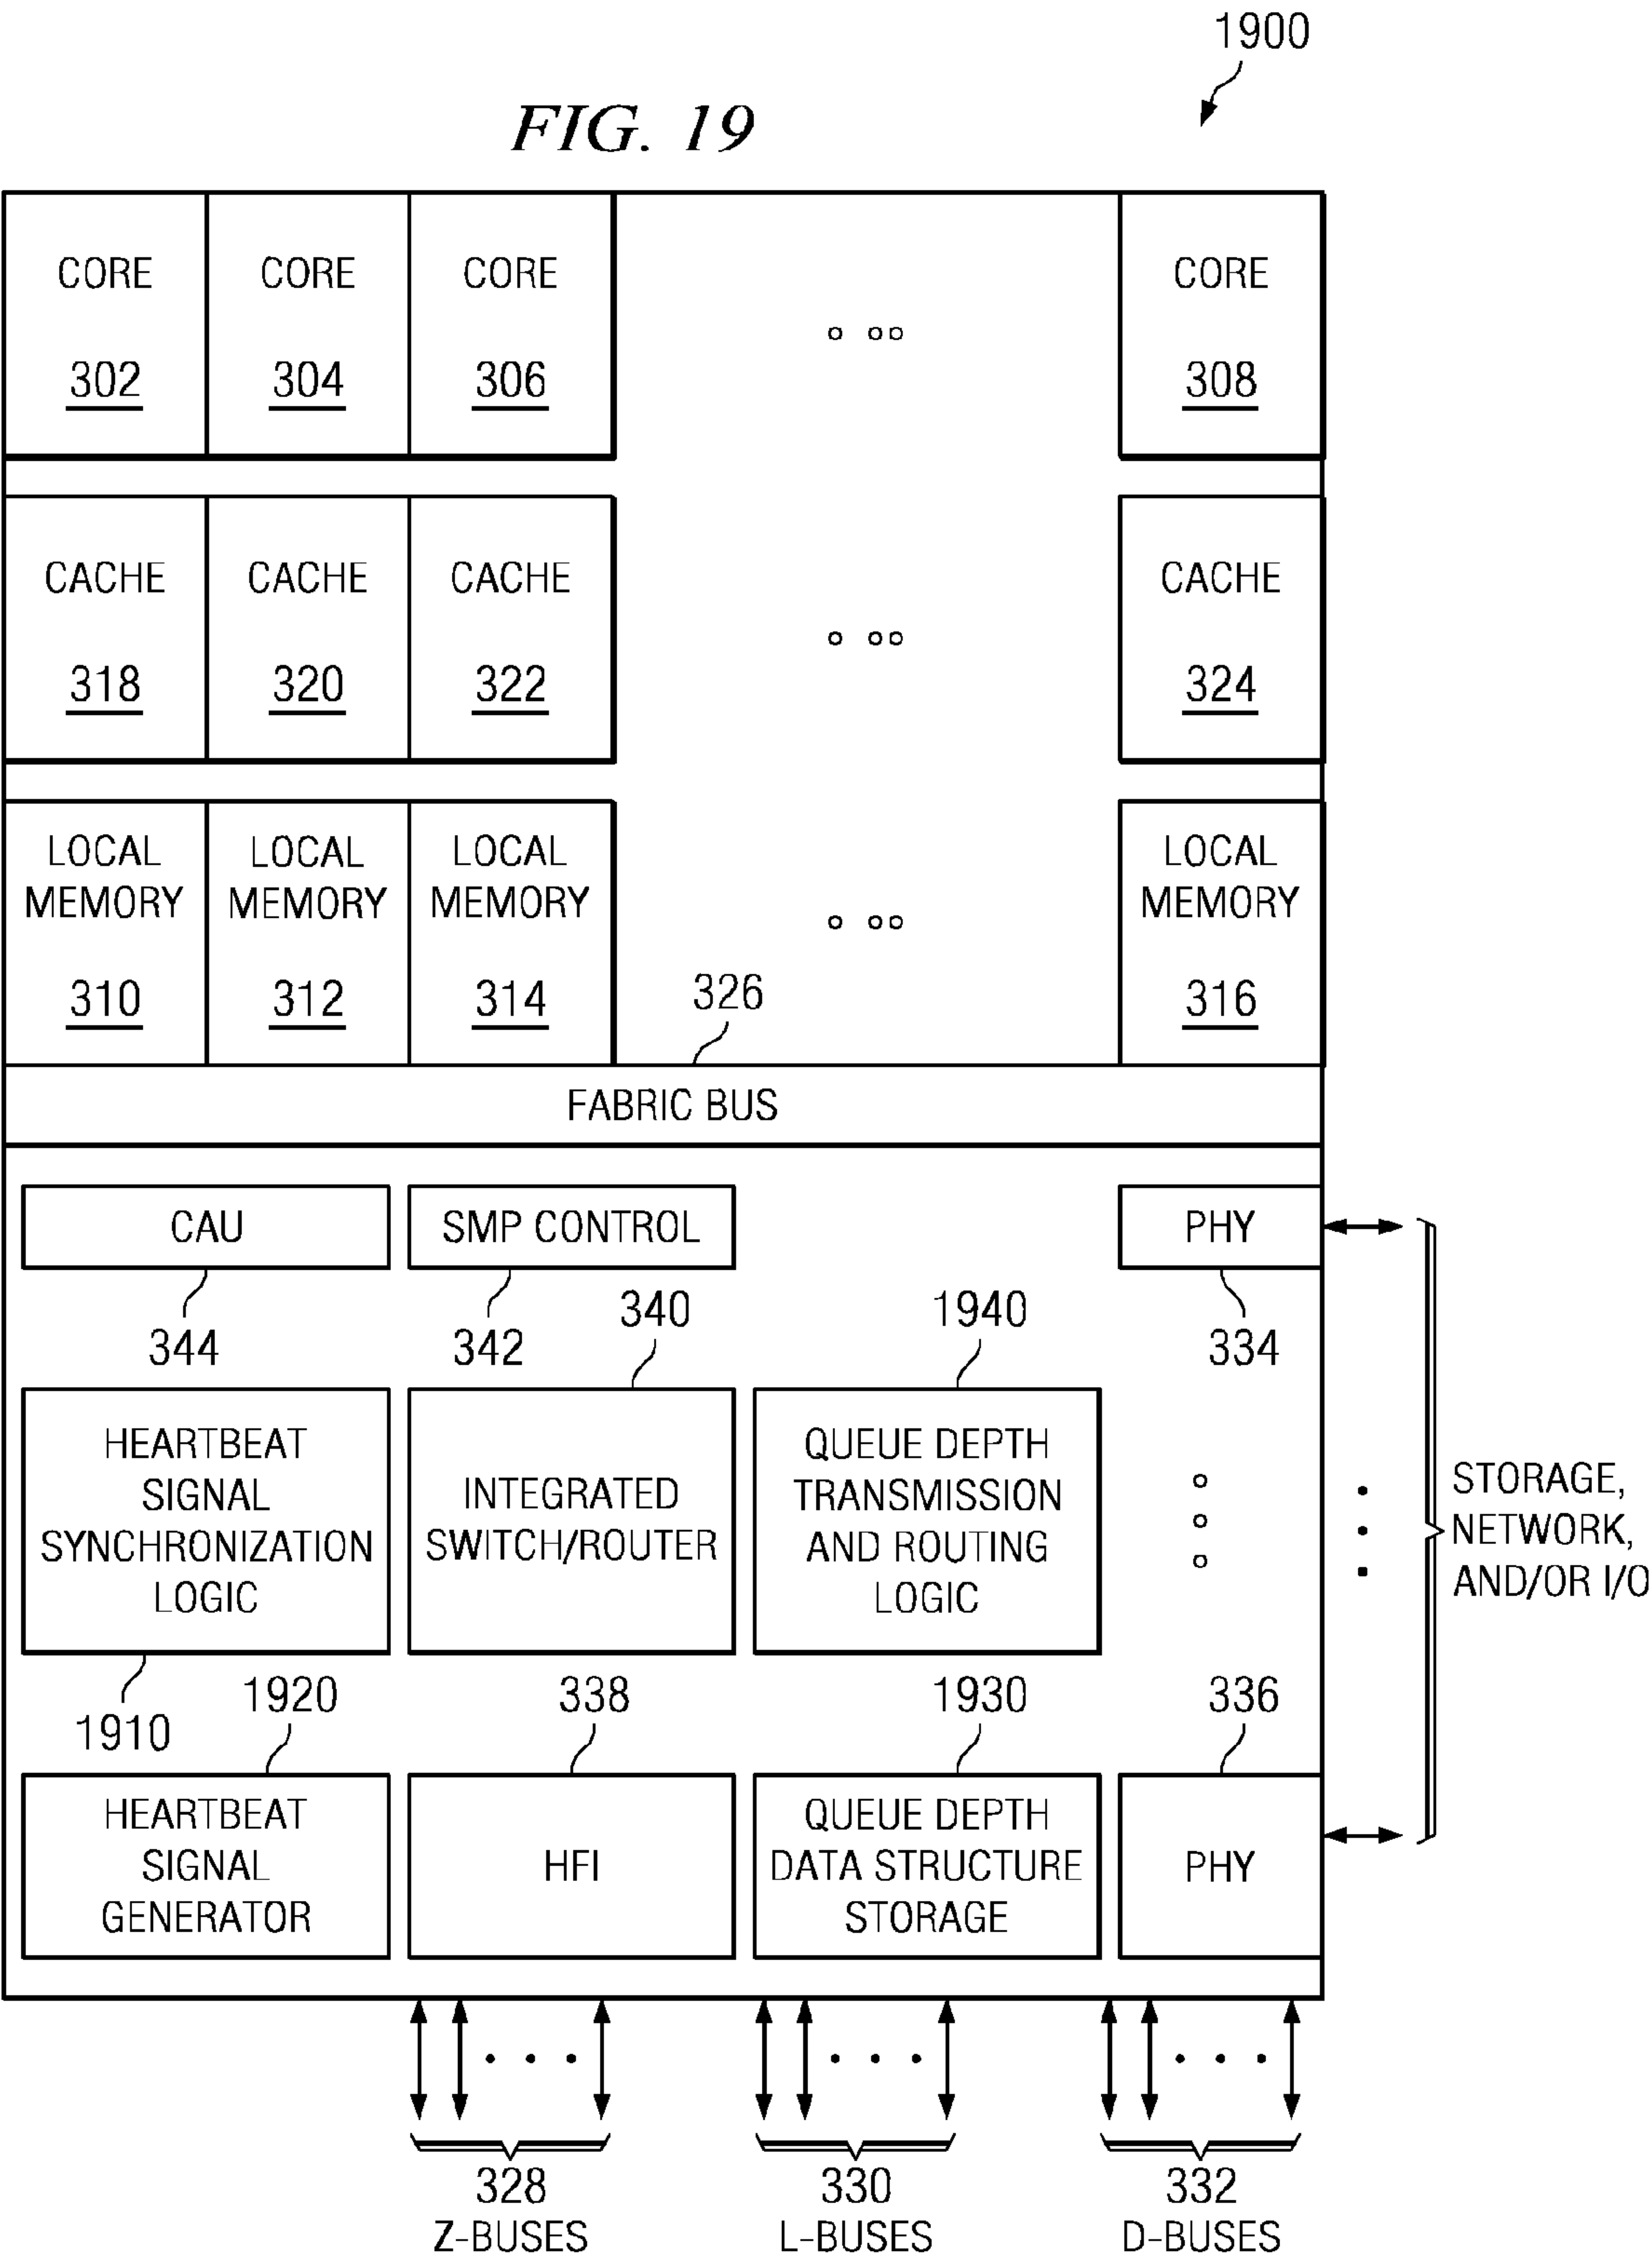 1900
FIG. 19
CORE CORE CORE CORE
302 304 306 308
CACHE CACHE CACHE CACHE
318 320 322 324
LOCAL LOCAL LOCAL LOCAL
MEMORY MEMORY MEMORY MEMORY
310 312 314 326 316
FABRIC BUS
CAU SMP CONTROL PHY
344 342 340 1940 334
HEARTBEAT
SIGNAL
SYNCHRONIZATION
LOGIC
INTEGRATED
SWITCH/ROUTER
QUEUE DEPTH
TRANSMISSION
AND ROUTING
LOGIC
STORAGE,
NETWORK,
AND/OR I/O
1910 1920 338 1930 336
HEARTBEAT
SIGNAL
GENERATOR
HFI
QUEUE DEPTH
DATA STRUCTURE
STORAGE
PHY
328 330 332
Z-BUSES L-BUSES D-BUSES